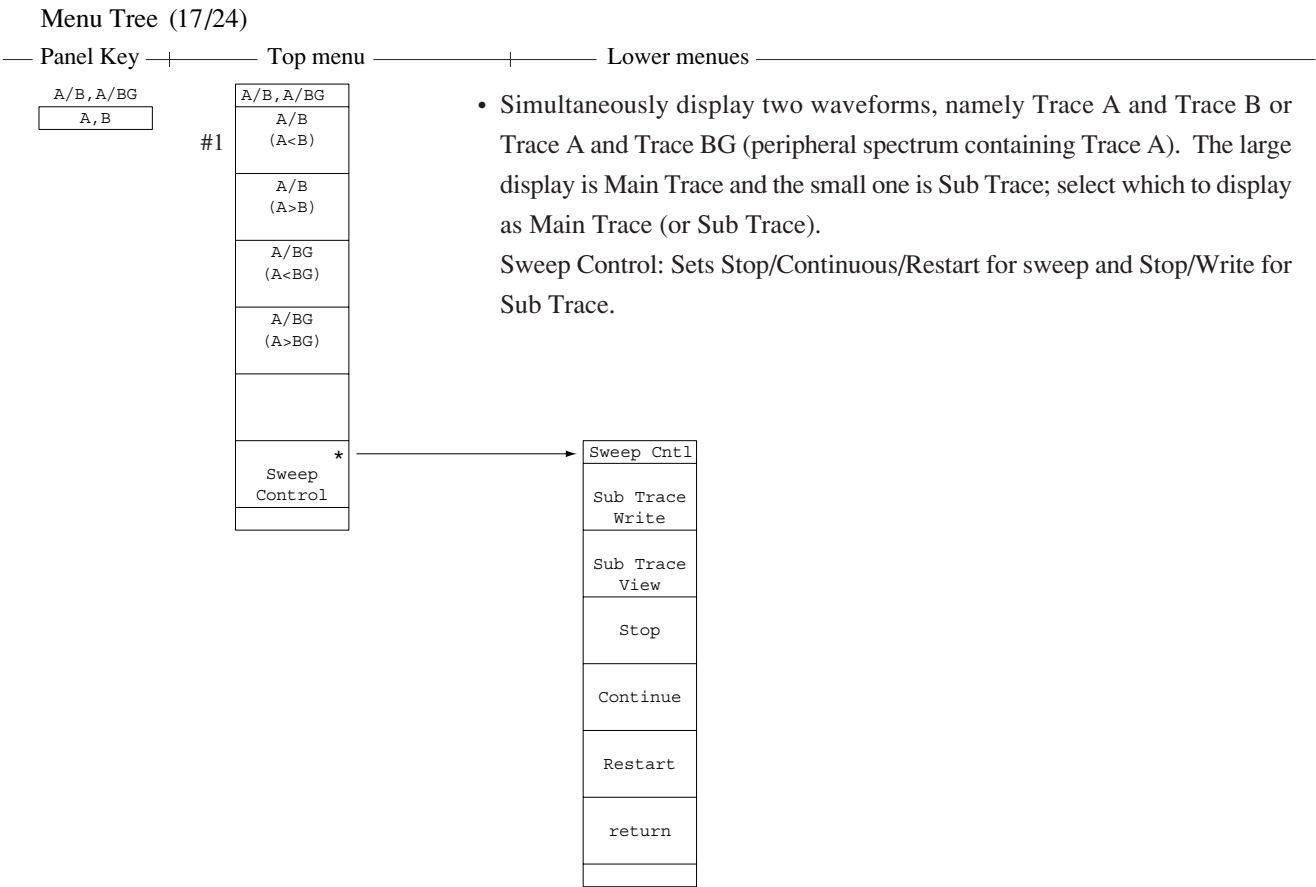 Menu Tree (17/24)
Panel Key
Top menu
Lower menues
A/B,A/BG
A,B
#1
A/B,A/BG
A/B
(A<B)
A/B
(A>B)
A/BG
(A<BG)
A/BG
(A>BG)
*
Sweep
Control
• Simultaneously display two waveforms, namely Trace A and Trace B or
Trace A and Trace BG (peripheral spectrum containing Trace A). The large
display is Main Trace and the small one is Sub Trace; select which to display
as Main Trace (or Sub Trace).
Sweep Control: Sets Stop/Continuous/Restart for sweep and Stop/Write for
Sub Trace.
Sweep Cntl
Sub Trace
Write
Sub Trace
View
Stop
Continue
Restart
return